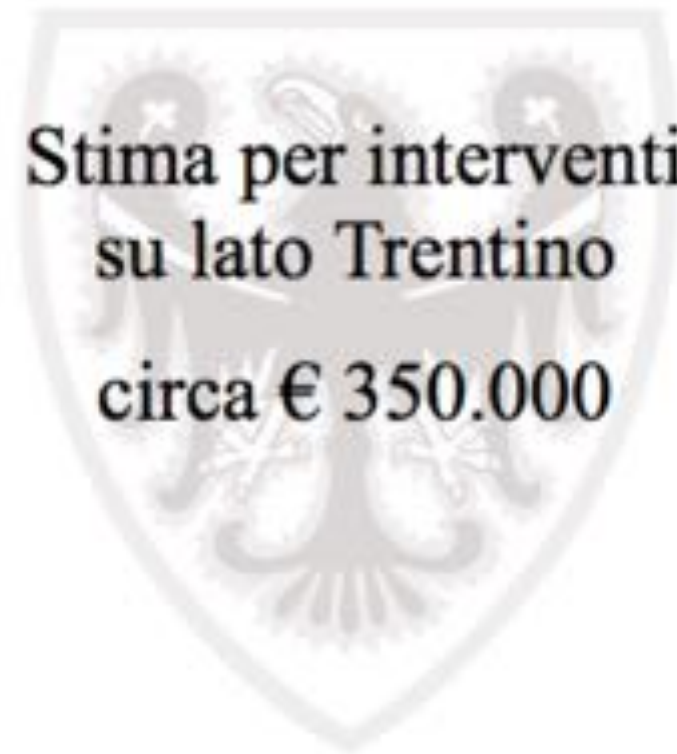 Stima per interventi
su lato Trentino
circa € 350.000